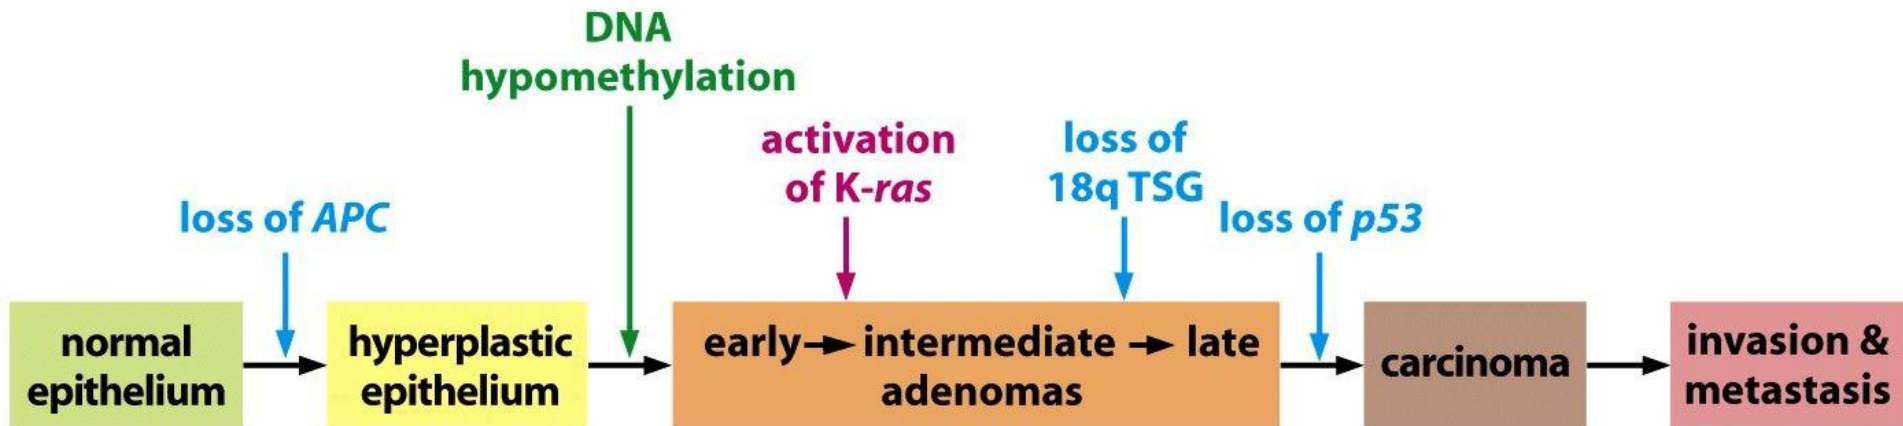 DNA
hypomethylation
activation
of K-ras
loss of
18q TSG
loss of APC
loss of p53
normal
epithelium
hyperplastic
epithelium
early intermediate late
adenomas
carcinoma
invasion &
metastasis